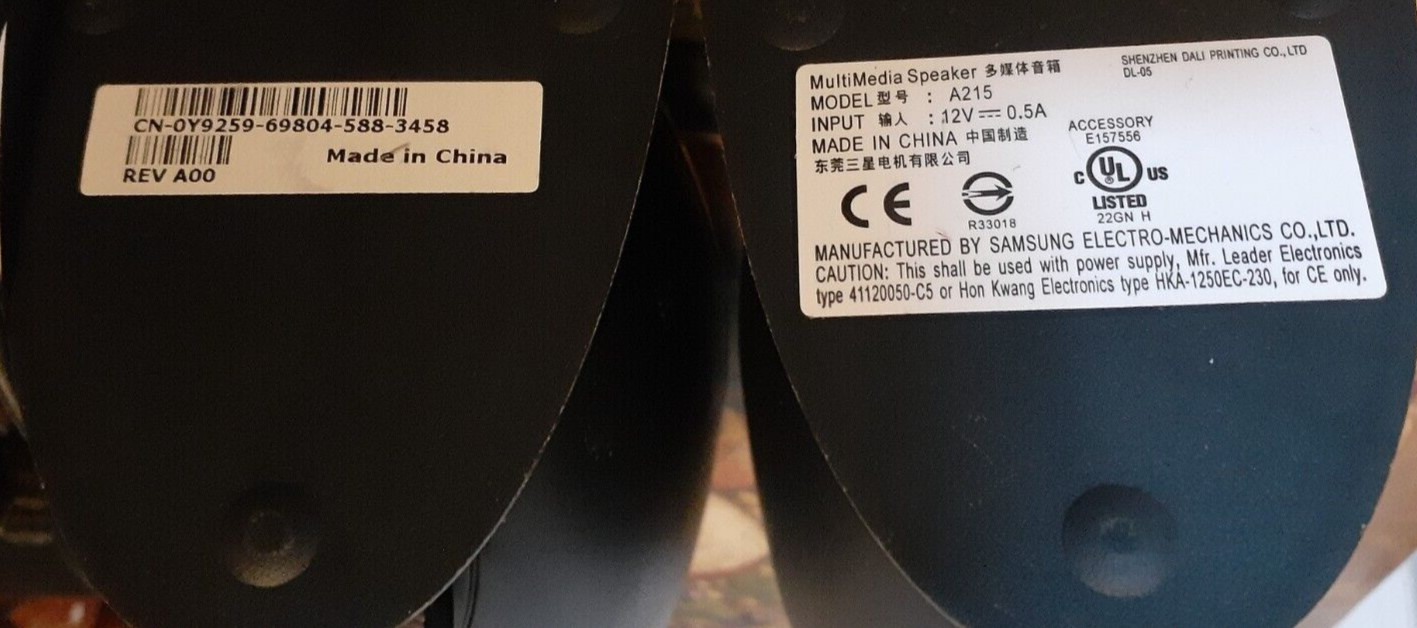 CN-0Y9259-69804-588-3458
Made in China
REV A00
SHENZHEN DALI PRINTING CO.,LTD
DL-05
MultiMedia Speaker 多媒体音箱
MODEL 型号 : A215
INPUT 输入 : 12V ⎓ 0.5A
MADE IN CHINA 中国制造
东莞三星电机有限公司
ACCESSORY
E157556
CE
R33018
C UL US
®
LISTED
22GN H
MANUFACTURED BY SAMSUNG ELECTRO-MECHANICS CO.,LTD.
CAUTION: This shall be used with power supply, Mfr. Leader Electronics
type 41120050-C5 or Hon Kwang Electronics type HKA-1250EC-230, for CE only.